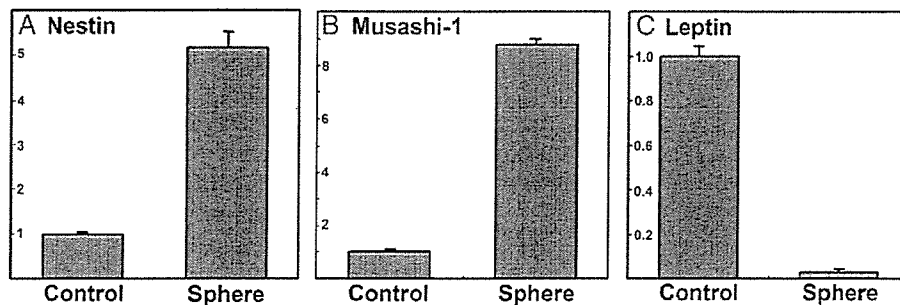 A Nestin
5
4
3
2
1
Control Sphere
B Musashi-1
8
6
4
2
Control Sphere
C Leptin
1.0
0.8
0.6
0.4
0.2
Control Sphere